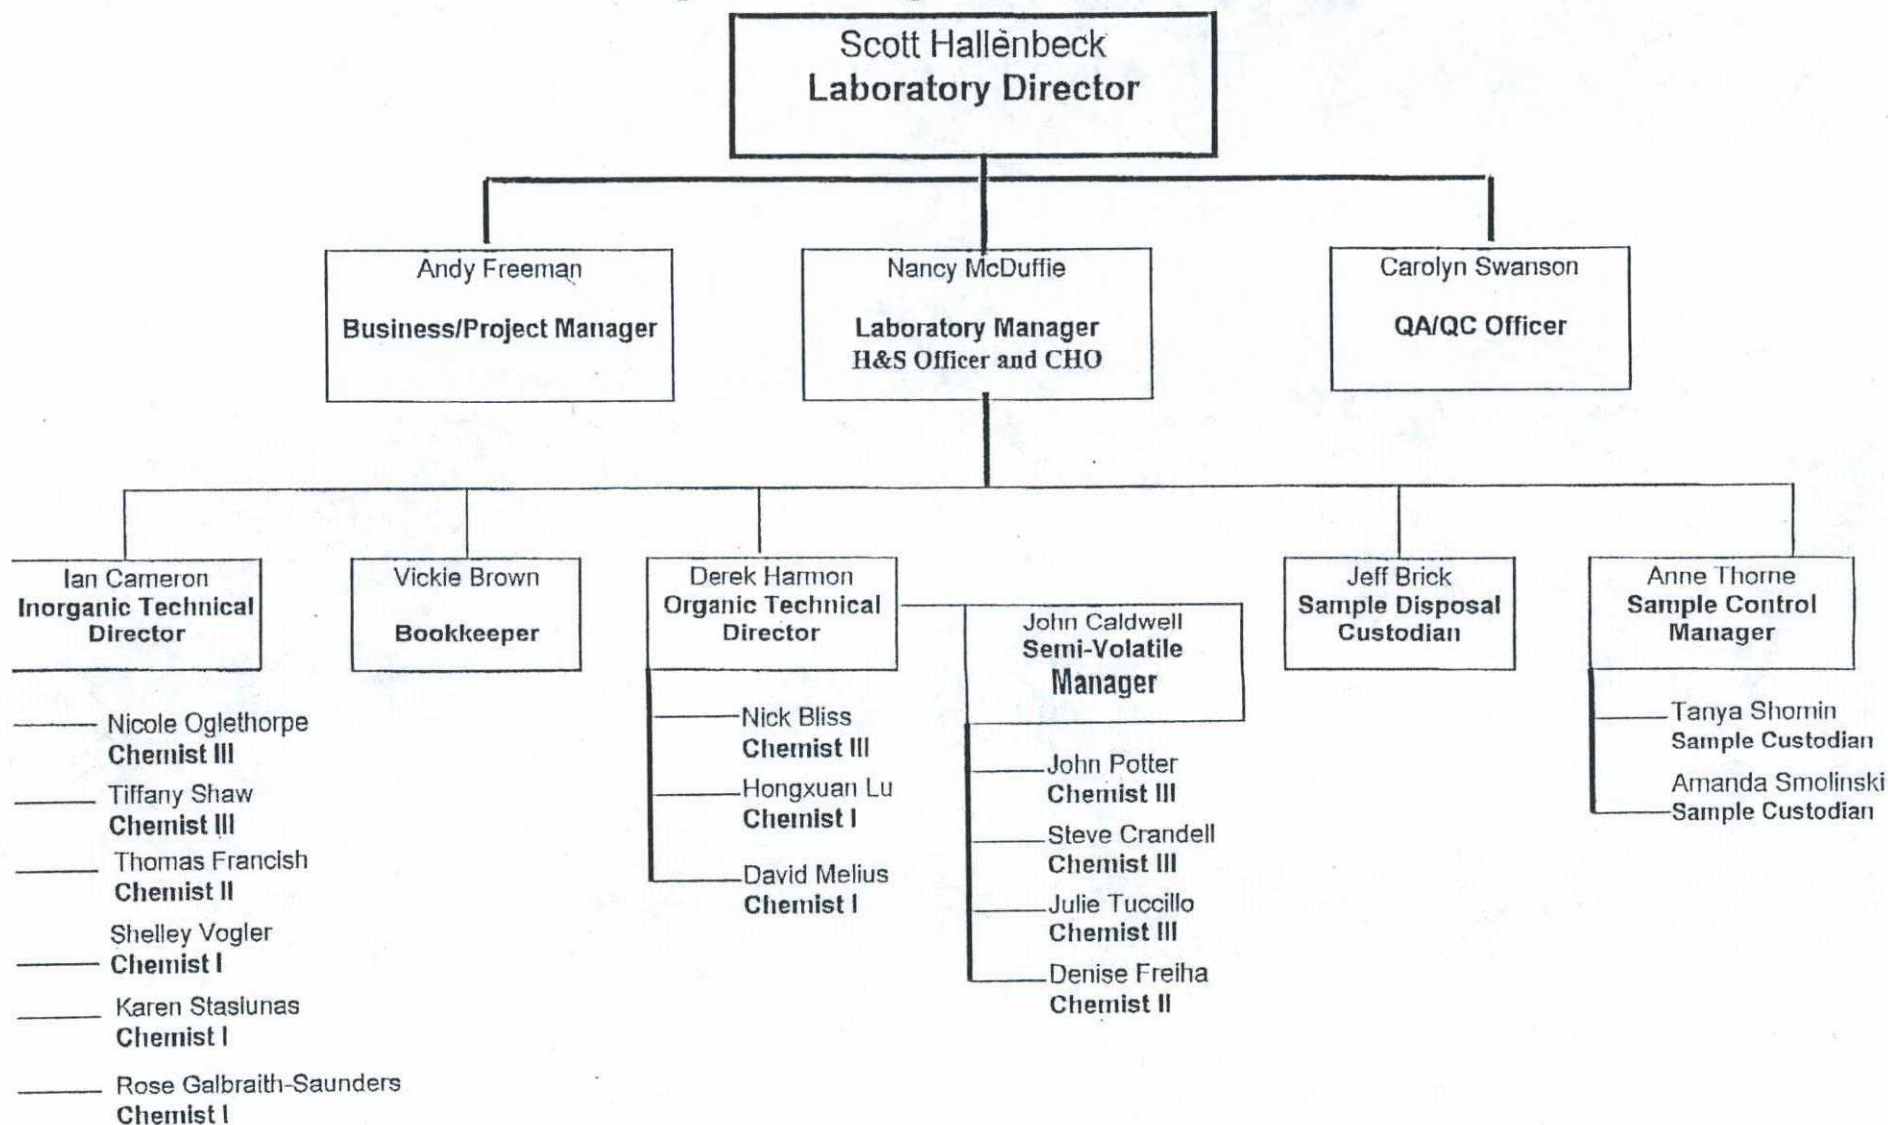 Scott Hallenbeck
Laboratory Director
Andy Freeman
Business/Project Manager
Nancy McDuffie
Laboratory Manager
H&S Officer and CHO
Carolyn Swanson
QA/QC Officer
Ian Cameron
Inorganic Technical
Director
Vickie Brown
Bookkeeper
Derek Harmon
Organic Technical
Director
John Caldwell
Semi-Volatile
Manager
Jeff Brick
Sample Disposal
Custodian
Anne Thorne
Sample Control
Manager
Nicole Oglethorpe
Chemist III
Tiffany Shaw
Chemist III
Thomas Francish
Chemist II
Shelley Vogler
Chemist I
Karen Stasiunas
Chemist I
Rose Galbraith-Saunders
Chemist I
Nick Bliss
Chemist III
Hongxuan Lu
Chemist I
David Melius
Chemist I
John Potter
Chemist III
Steve Crandell
Chemist III
Julie Tuccillo
Chemist III
Denise Freiha
Chemist II
Tanya Shomin
Sample Custodian
Amanda Smolinski
Sample Custodian